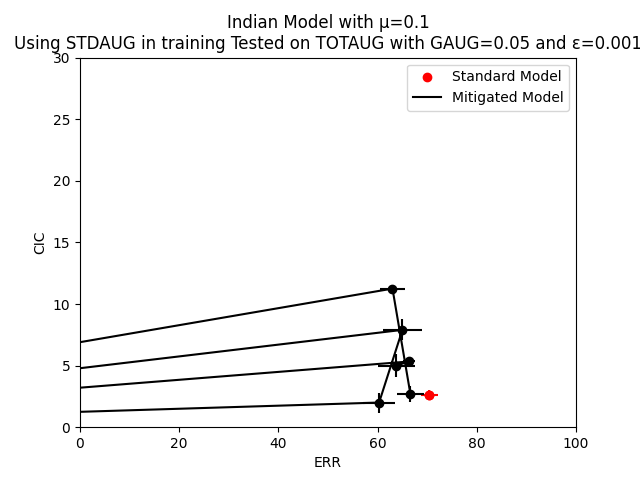 Indian Model with μ=0.1
Using STDAUG in training Tested on TOTAUG with GAUG=0.05 and ε=0.001
30
25
20
15
10
5
0
CIC
Standard Model
Mitigated Model
0 20 40 60 80 100
ERR